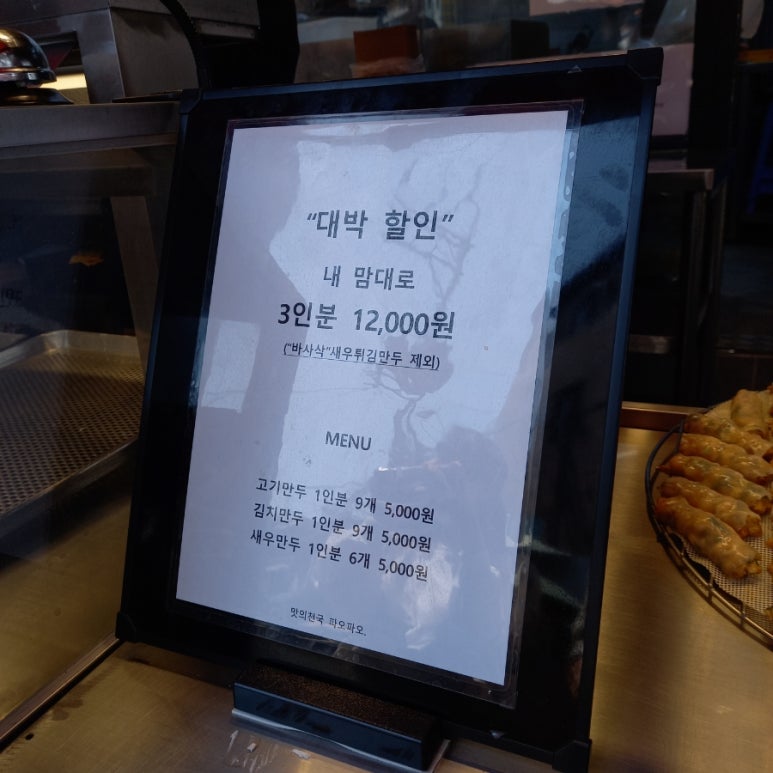 “대박 할인”
내 맘대로
3인분 12,000원
(“바사삭”새우튀김만두 제외)
MENU
고기만두 1인분 9개 5,000원
김치만두 1인분 9개 5,000원
새우만두 1인분 6개 5,000원
맛의천국 파오파오.